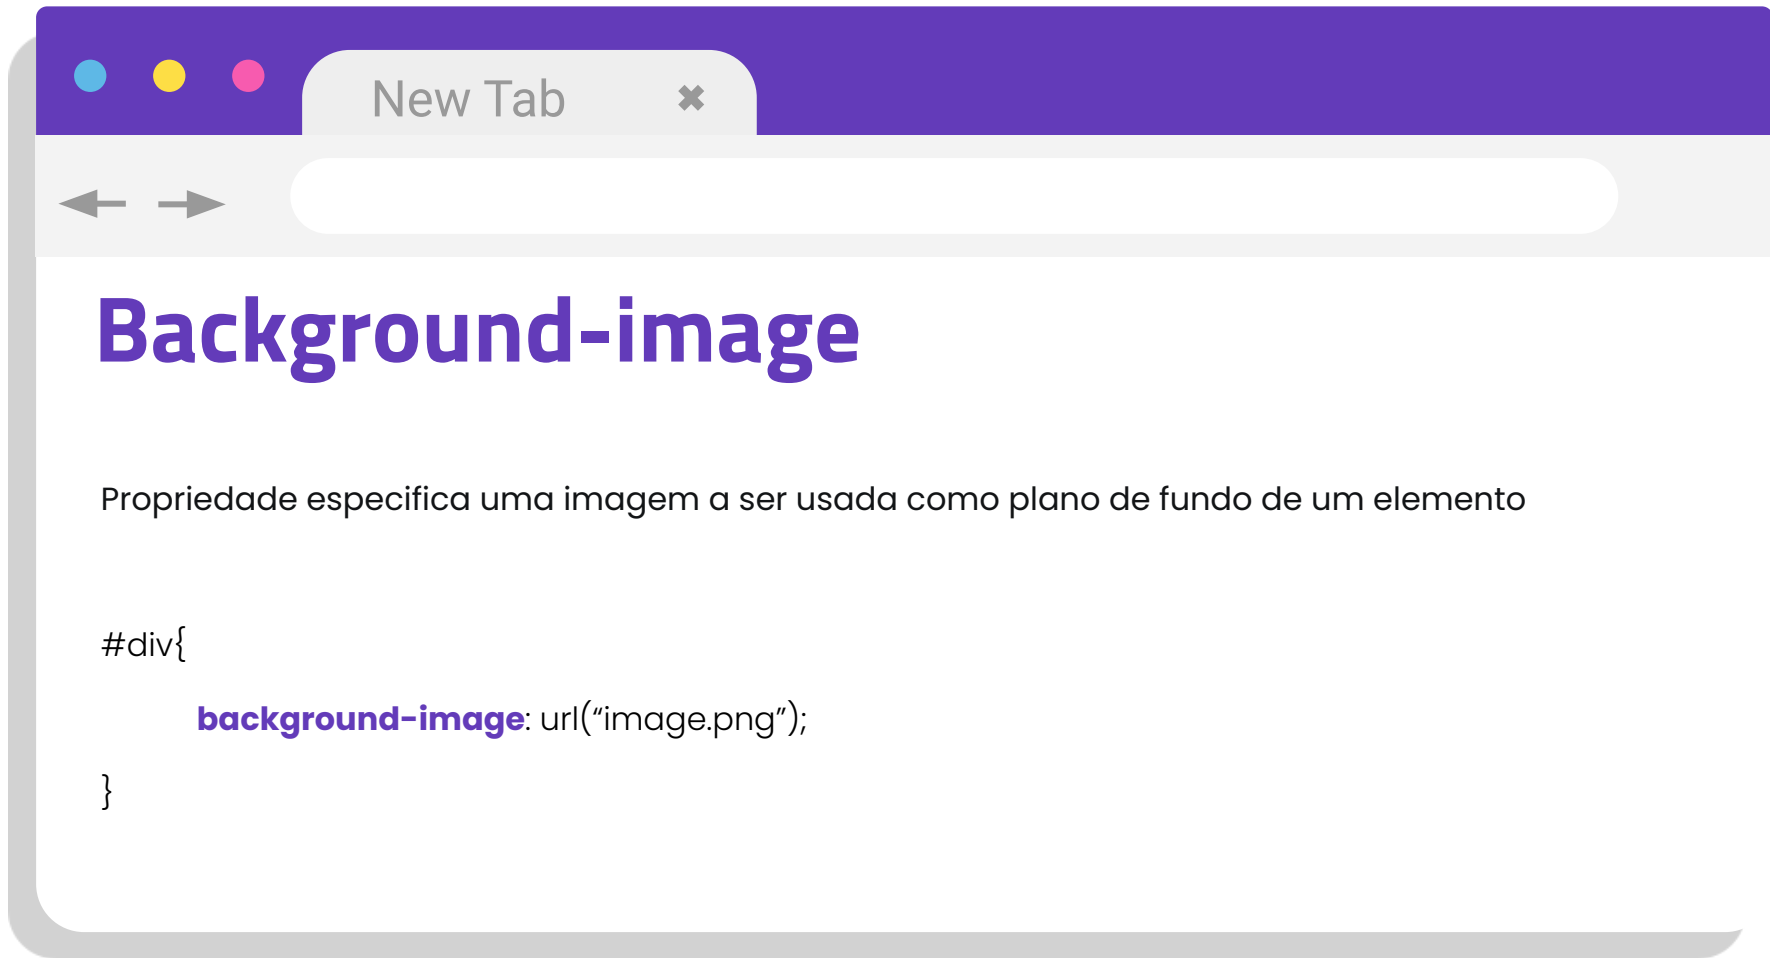 New Tab ✖
Background-image
Propriedade especifica uma imagem a ser usada como plano de fundo de um elemento
#div{
background-image: url(“image.png”);
}